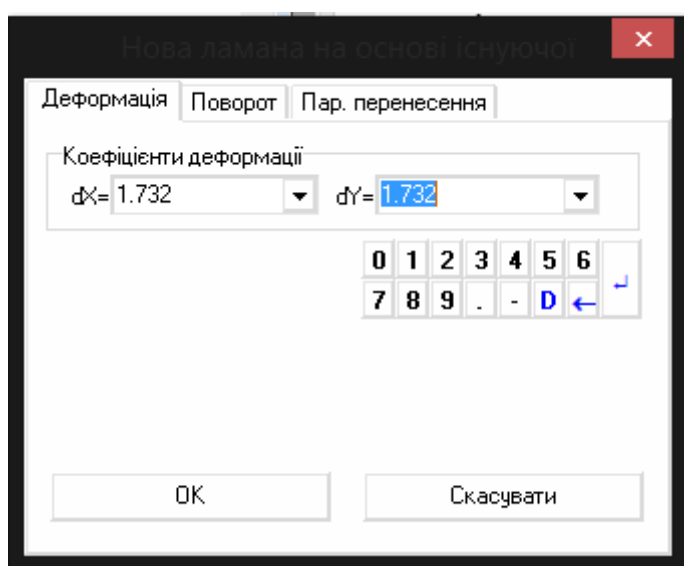 Нова ламана на основі існуючої
Деформація Поворот Пар. перенесення
Коефіцієнти деформації
dX= 1.732 dY= 1.732
0 1 2 3 4 5 6
7 8 9 . - D ←
OK Скасувати